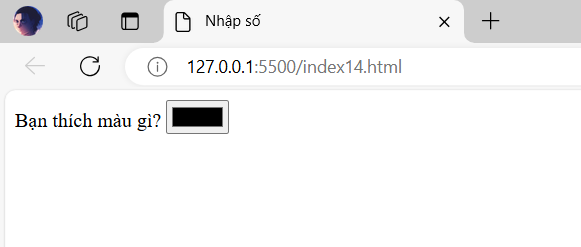 Nhập số
127.0.0.1:5500/index14.html
Bạn thích màu gì?